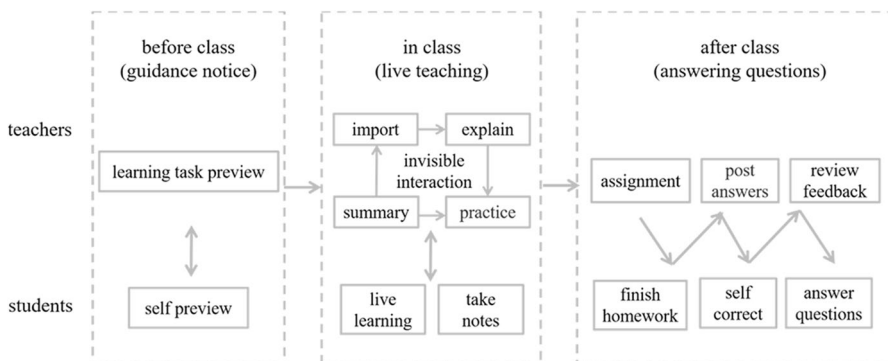 before class
(guidance notice)
in class
(live teaching)
after class
(answering questions)
teachers
import
explain
invisible
interaction
learning task preview
summary
practice
assignment
post
answers
review
feedback
students
self preview
live
learning
take
notes
finish
homework
self
correct
answer
questions